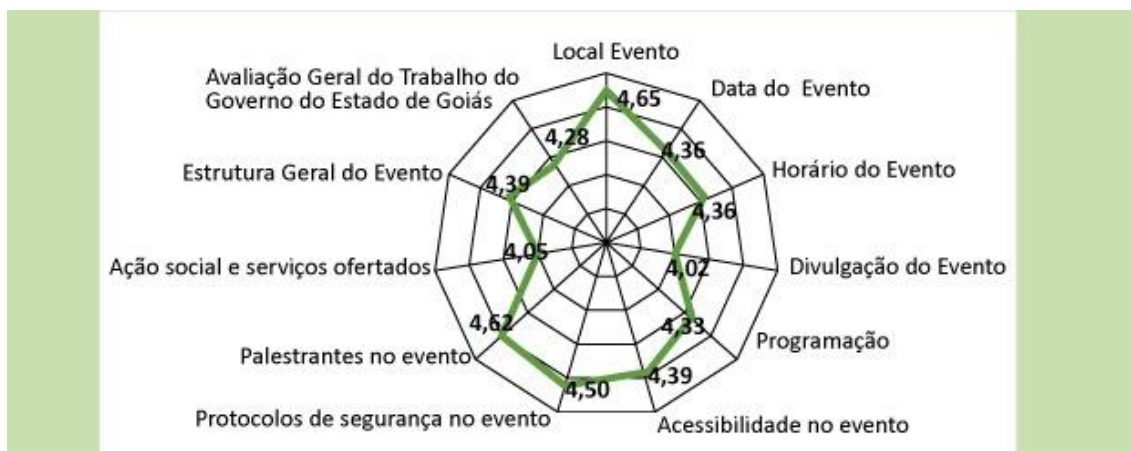 Local Evento
4,65
Data do Evento
4,36
Horário do Evento
4,36
Divulgação do Evento
4,02
Programação
4,33
Acessibilidade no evento
4,39
Protocolos de segurança no evento
4,50
Palestrantes no evento
4,62
Ação social e serviços ofertados
4,05
Estrutura Geral do Evento
4,39
Avaliação Geral do Trabalho do
Governo do Estado de Goiás
4,28